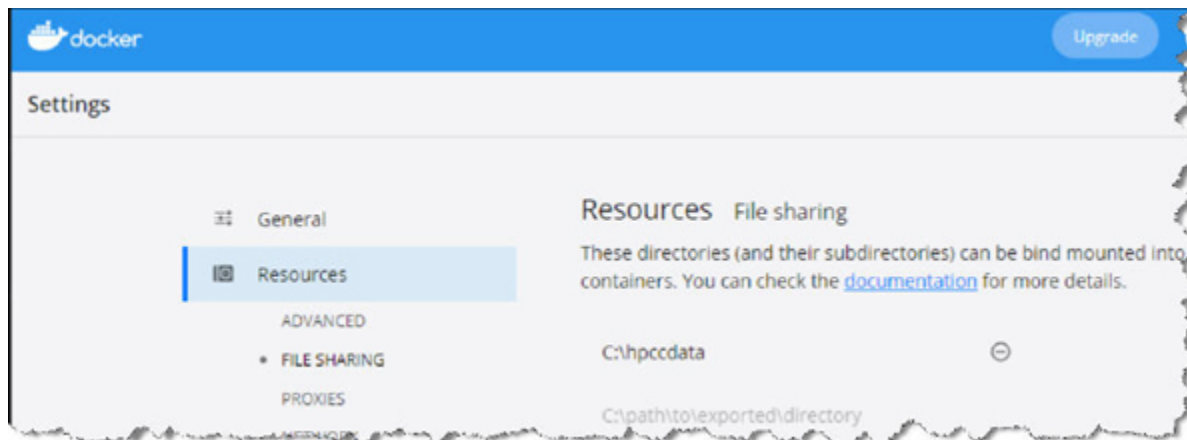 docker
Upgrade
Settings
General
Resources
ADVANCED
FILE SHARING
PROXIES
NETWORK
Resources File sharing
These directories (and their subdirectories) can be bind mounted into
containers. You can check the documentation for more details.
C:\hpccdata
C:\path\to\exported\directory